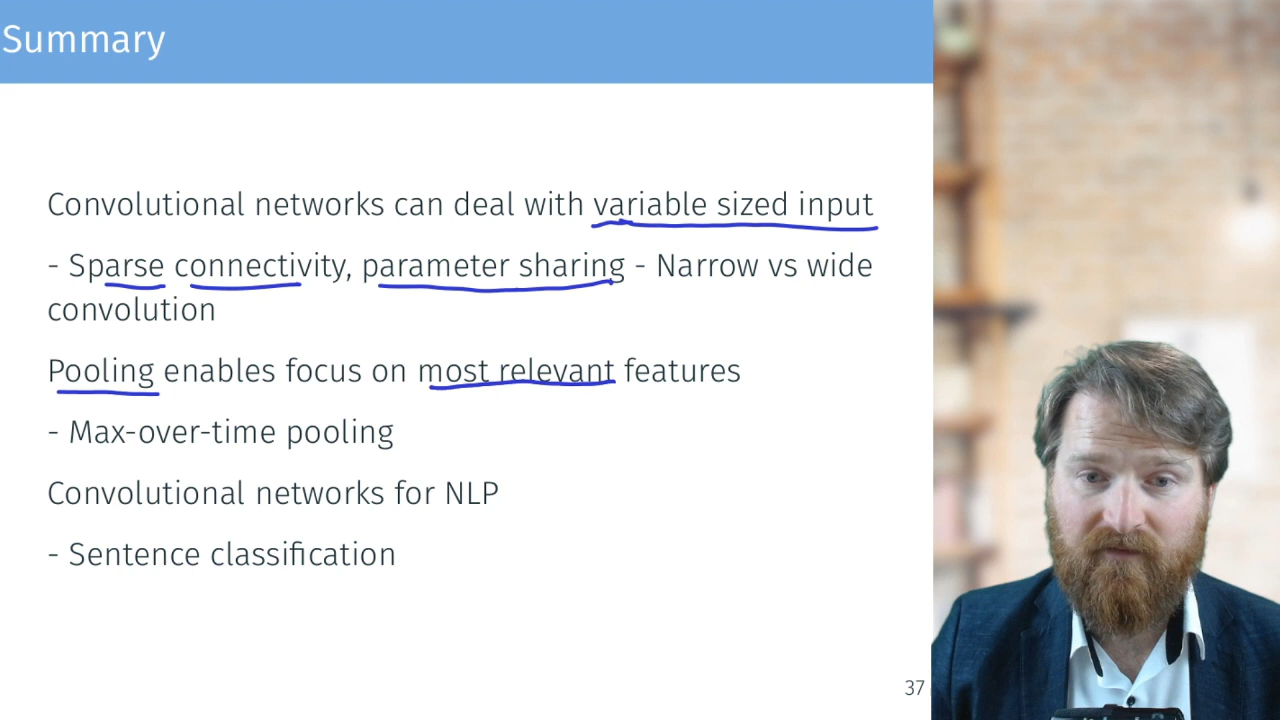 Summary
Convolutional networks can deal with variable sized input
- Sparse connectivity, parameter sharing - Narrow vs wide
convolution
Pooling enables focus on most relevant features
- Max-over-time pooling
Convolutional networks for NLP
- Sentence classification
37